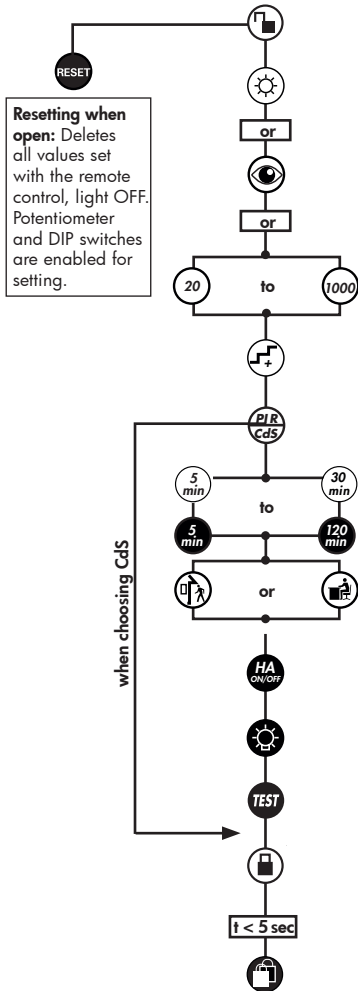 RESET
Resetting when
open: Deletes
all values set
with the remote
control, light OFF.
Potentiometer
and DIP switches
are enabled for
setting.
or
or
20
to
1000
+
PIR
CdS
5
min
30
min
to
5
min
120
min
or
when choosing CdS
HA
ON/OFF
TEST
t < 5 sec